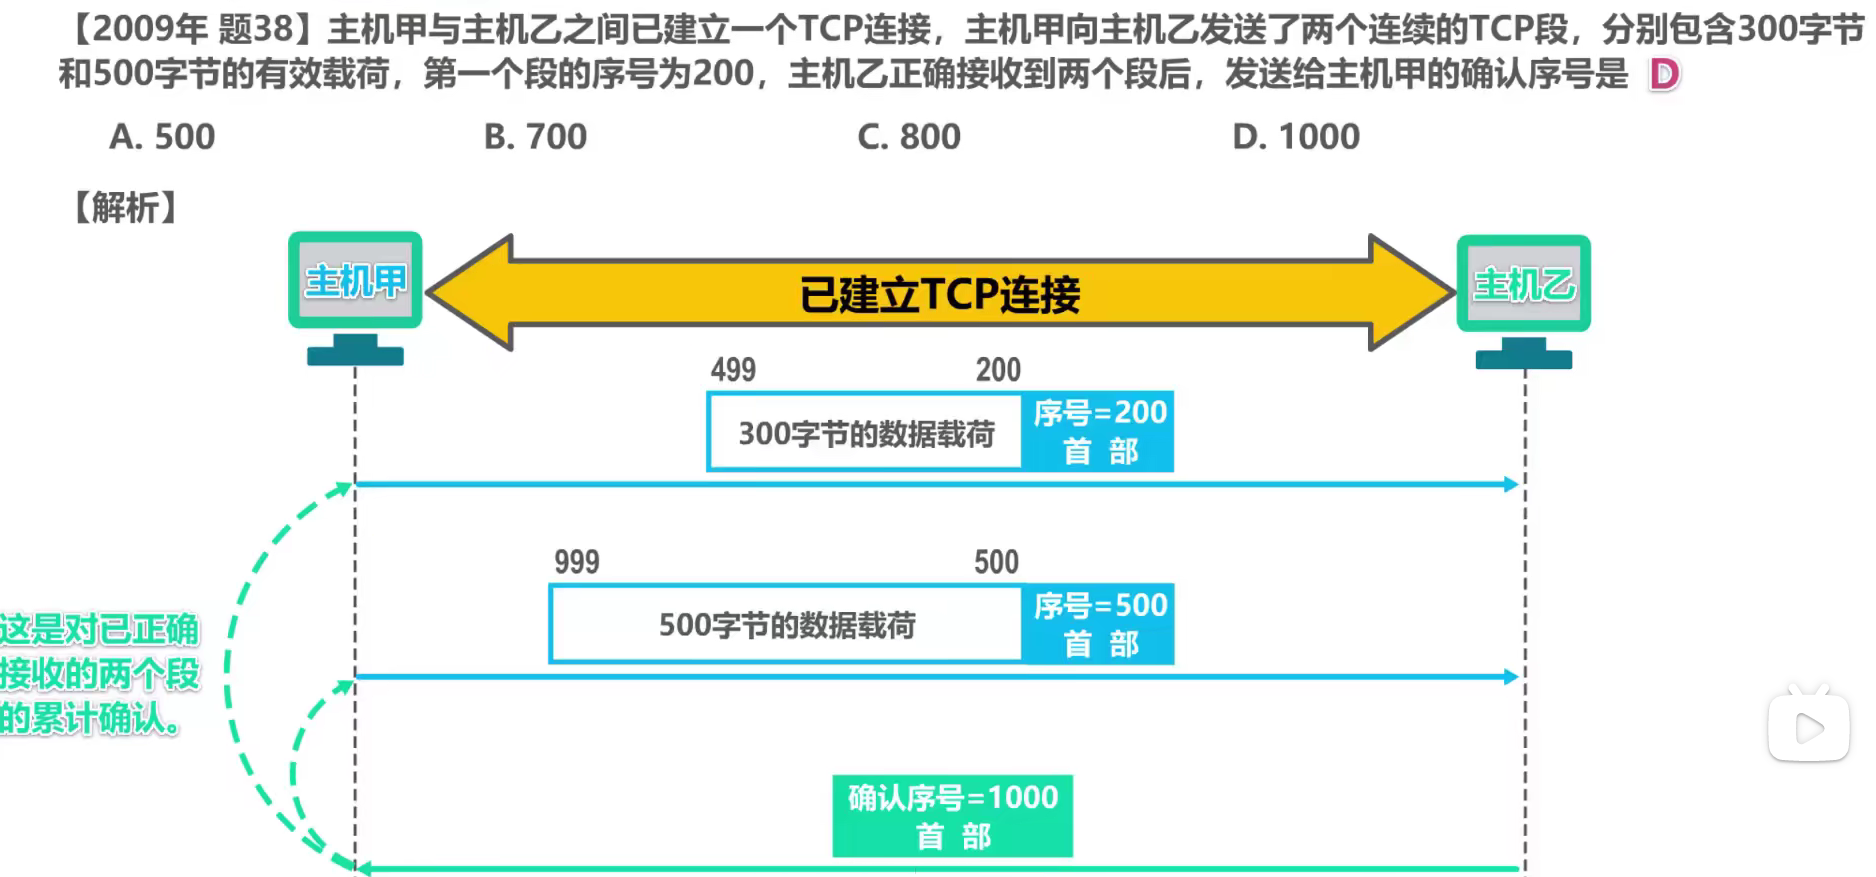 【2009年 题38】主机甲与主机乙之间已建立一个TCP连接，主机甲向主机乙发送了两个连续的TCP段，分别包含300字节
和500字节的有效载荷，第一个段的序号为200，主机乙正确接收到两个段后，发送给主机甲的确认序号是 D
A. 500 B. 700 C. 800 D. 1000
【解析】
主机甲 已建立TCP连接 主机乙
499 200
300字节的数据载荷 序号=200
首 部
999 500
500字节的数据载荷 序号=500
首 部
这是对已正确
接收的两个段
的累计确认。
确认序号=1000
首 部